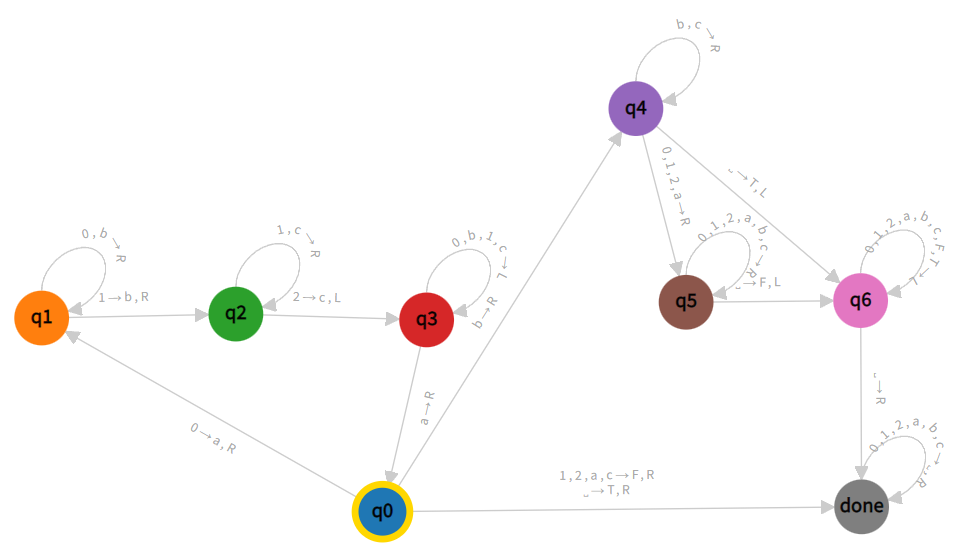 b,c→R
q4
0,1,2,a→R
␣→T,L
0,b→R
1→b,R
q1
1,c→R
2→c,L
q2
0,b,1,c→L
b→R
q3
0,1,2,a,b,c→R
␣→F,L
q5
0,1,2,a,b,c,F,T→L
q6
a→R
␣→R
0→a,R
1,2,a,c→F,R
␣→T,R
q0
0,1,2,a,b,c→,R
done